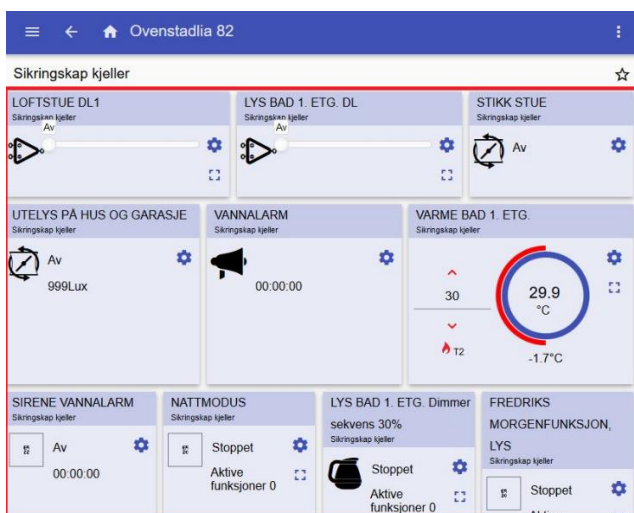 Ovenstadlia 82
Sikringskap kjeller
LOFTSTUE DL1
Sikringskap kjeller
Av
LYS BAD 1. ETG. DL
Sikringskap kjeller
Av
STIKK STUE
Sikringskap kjeller
Av
UTELYS PÅ HUS OG GARASJE
Sikringskap kjeller
Av
999Lux
VANNALARM
Sikringskap kjeller
00:00:00
VARME BAD 1. ETG.
Sikringskap kjeller
30
T2
29.9
°C
-1.7°C
SIRENE VANNALARM
Sikringskap kjeller
Av
00:00:00
NATTMODUS
Sikringskap kjeller
Stoppet
Aktive
funksjoner 0
LYS BAD 1. ETG. Dimmer
sekvens 30%
Sikringskap kjeller
Stoppet
Aktive
funksjoner 0
FREDRIKS
MORGENFUNKSJON,
LYS
Sikringskap kjeller
Stoppet